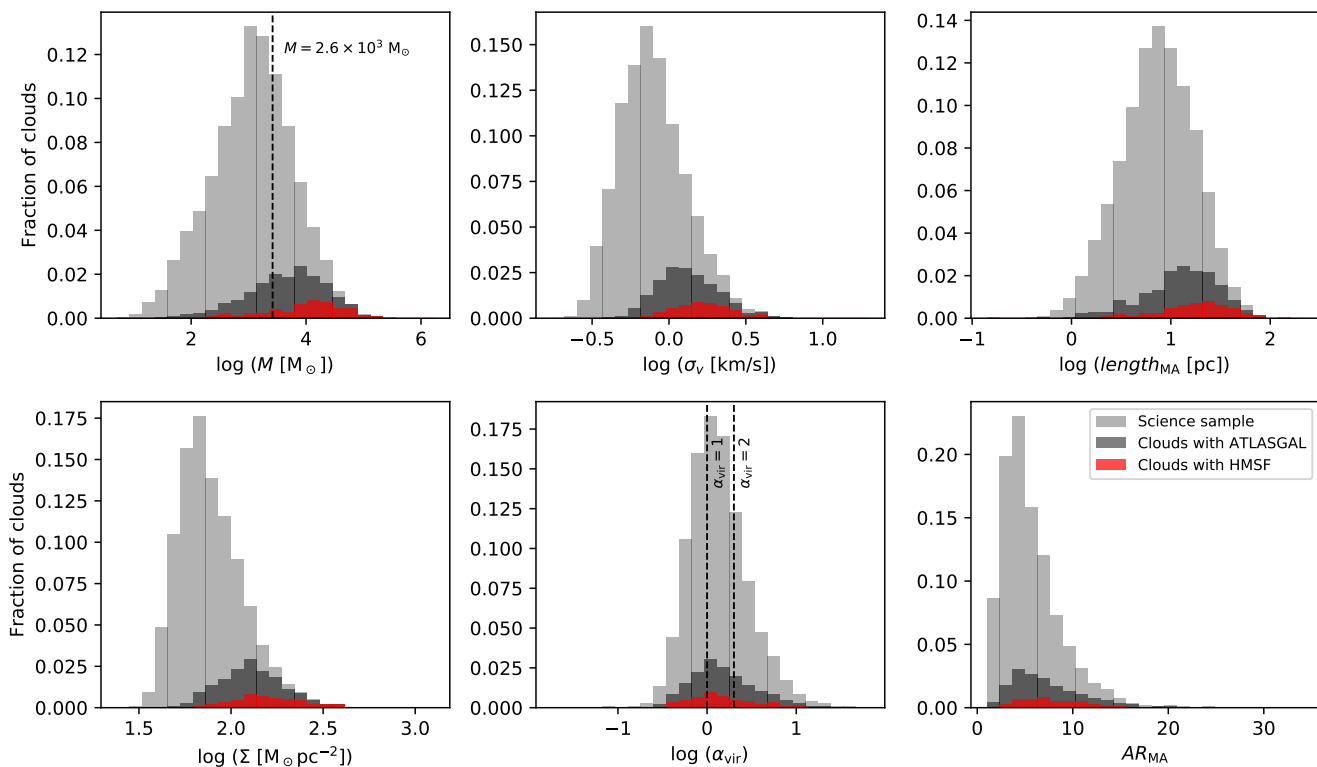 Fraction of clouds
0.00
0.02
0.04
0.06
0.08
0.10
0.12
M = 2.6 × 10³ M⊙
2 4 6
log (M [M⊙])
0.000
0.025
0.050
0.075
0.100
0.125
0.150
−0.5 0.0 0.5 1.0
log (σᵥ [km/s])
0.00
0.02
0.04
0.06
0.08
0.10
0.12
0.14
−1 0 1 2
log (length_MA [pc])
Fraction of clouds
0.000
0.025
0.050
0.075
0.100
0.125
0.150
0.175
1.5 2.0 2.5 3.0
log (Σ [M⊙pc⁻²])
0.000
0.025
0.050
0.075
0.100
0.125
0.150
0.175
α_vir = 1
α_vir = 2
−1 0 1
log (α_vir)
0.00
0.05
0.10
0.15
0.20
Science sample
Clouds with ATLASGAL
Clouds with HMSF
0 10 20 30
AR_MA